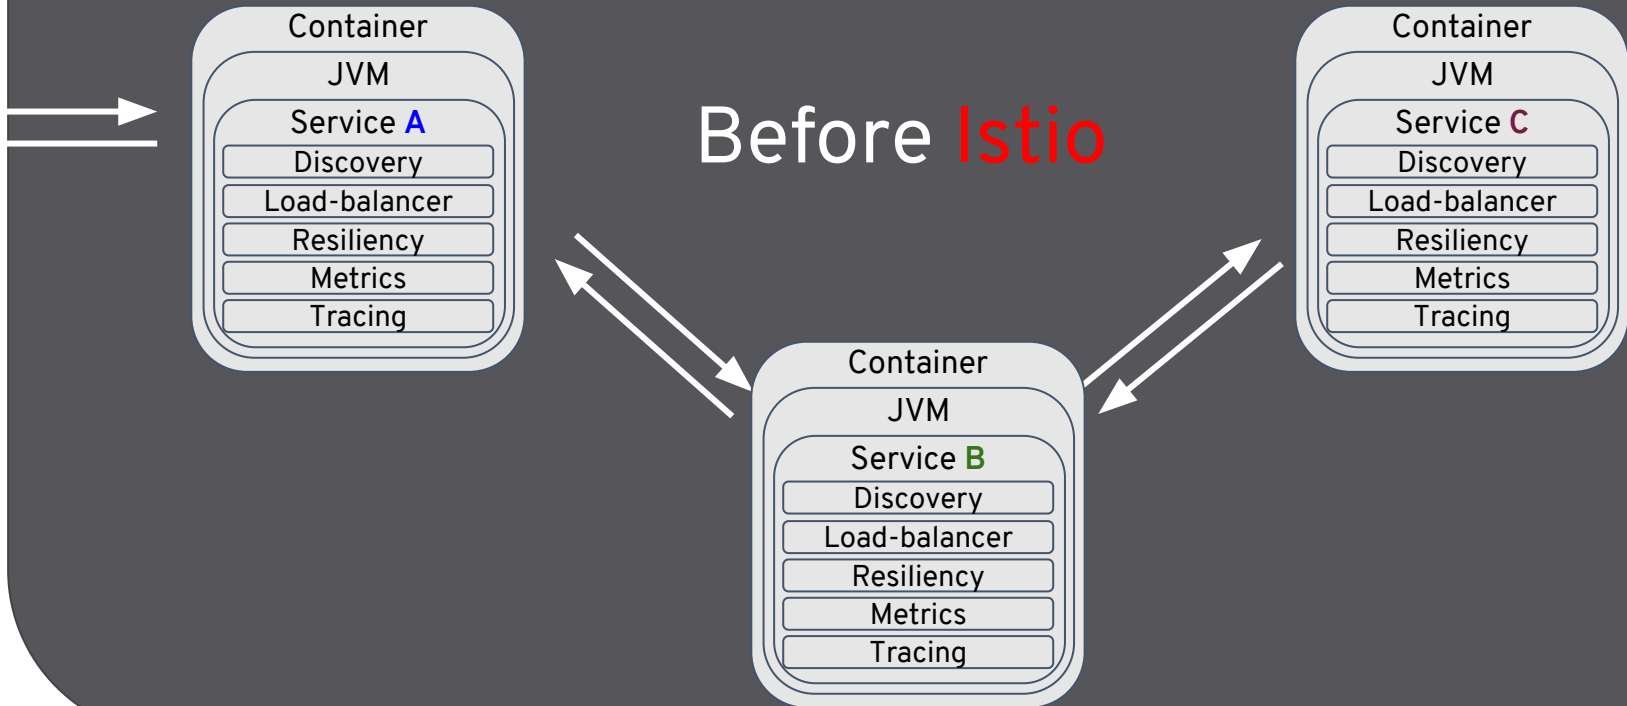 Container
JVM
Service A
Discovery
Load-balancer
Resiliency
Metrics
Tracing
Before Istio
Container
JVM
Service C
Discovery
Load-balancer
Resiliency
Metrics
Tracing
Container
JVM
Service B
Discovery
Load-balancer
Resiliency
Metrics
Tracing